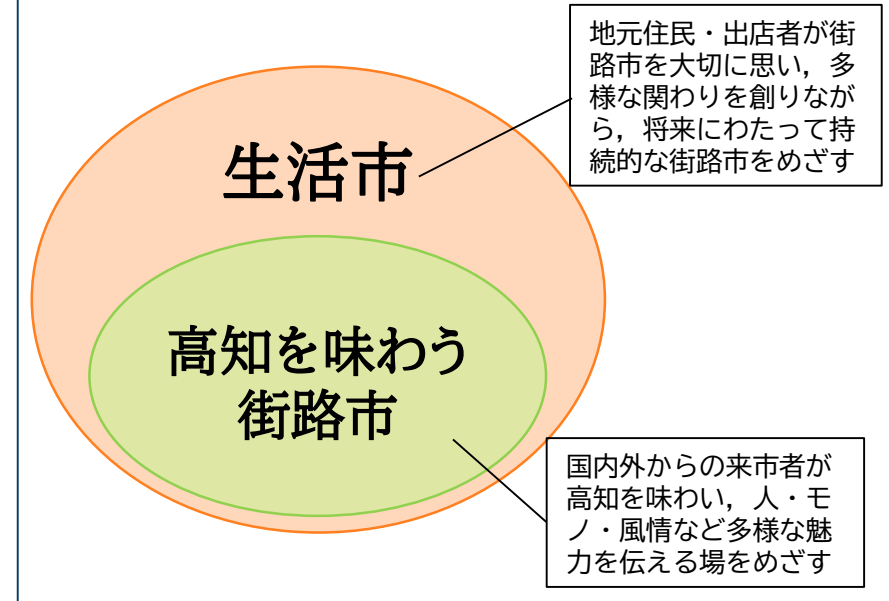 地元住民・出店者が街
路市を大切に思い，多
様な関わりを創りなが
ら，将来にわたって持
続的な街路市をめざす
生活市
高知を味わう
街路市
国内外からの来市者が
高知を味わい，人・モ
ノ・風情など多様な魅
力を伝える場をめざす